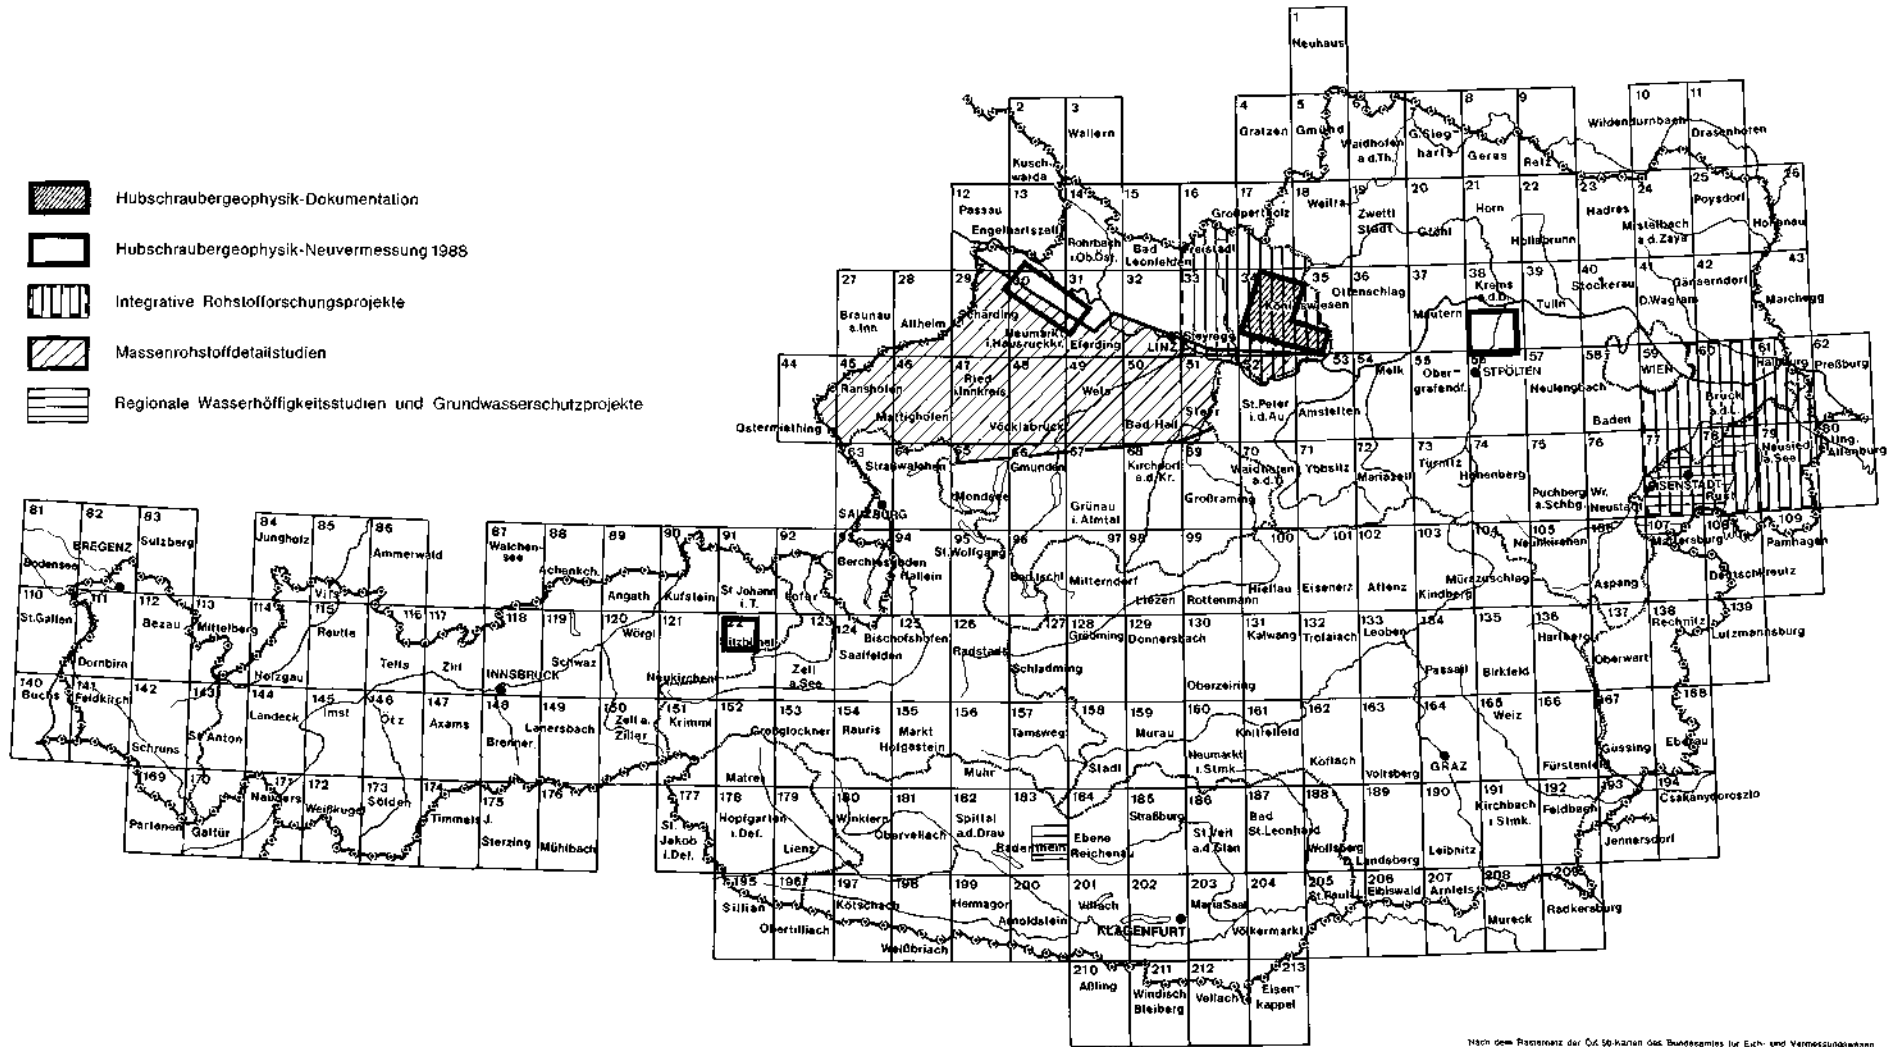 Hubschraubergeophysik-Dokumentation
Hubschraubergeophysik-Neuvermessung 1988
Integrative Rohstofforschungsprojekte
Massenrohstoffdetailstudien
Regionale Wasserhöffigkeitsstudien und Grundwasserschutzprojekte
1
Neuhaus
2
Kusch-
warda
3
Wallern
4
Gratzen
5
Gmünd
6
Waidhofen
a.d.Th.
7
G.Sieg-
harts
8
Geras
9
Retz
10
Wildendürnbach
11
Drasenhofen
12
Passau
13
Engelhartszell
14
Rohrbach
i.Ob.Öst.
15
Bad
Leonfelden
16
Freistadt
17
Großpertholz
18
Weitra
19
Zwettl
Stadt
20
Gföhl
21
Horn
22
Hollabrunn
23
Hadres
24
Mistelbach
a.d.Zaya
25
Poysdorf
26
Hohenau
27
Braunau
a.Inn
28
Altheim
29
Schärding
30
Neumarkt
i.Hausruckkr.
31
Eferding
32
LINZ
33
Steyregg
34
Königswiesen
35
36
Ottenschlag
37
Mautern
38
Krems
a.d.D.
39
Tulln
40
Stockerau
41
D.Wagram
42
Gänserndorf
43
Marchegg
44
Ostermiething
45
Ranshofen
46
Mattighofen
47
Ried
i.Innkreis
48
Vöcklabruck
49
Wels
50
Bad Hall
51
Steyr
52
St.Peter
i.d.Au.
53
Amstetten
54
Melk
55
Ober-
grafendf.
56
ST.PÖLTEN
57
Neulengbach
58
Baden
59
WIEN
60
Bruck
a.d.L.
61
Hainburg
62
Preßburg
63
SALZBURG
64
Straßwalchen
65
Mondsee
66
Gmunden
67
Grünau
i.Almtal
68
Kirchdorf
a.d.Kr.
69
Großraming
70
Waidhofen
a.d.Y.
71
Ybbsitz
72
Mariazell
73
Türnitz
74
Hohenberg
75
Puchberg
a.Schbg.
76
Wr.
Neustadt
77
EISENSTADT
78
Rust
79
Neusiedl
a.See
80
Ung.
Altenburg
81
Bodensee
82
BREGENZ
83
Sulzberg
84
Jungholz
85
Vils
86
Ammerwald
87
Walchen-
see
88
Achenkch.
89
Angath
90
Kufstein
91
St.Johann
i.T.
92
Lofer
93
Berchtesgaden
94
Hallein
95
St.Wolfgang
96
Bad Ischl
97
Mitterndorf
98
Liezen
99
Rottenmann
100
Hieflau
101
Eisenerz
102
Aflenz
103
Kindberg
104
Mürzzuschlag
105
Neunkirchen
106
Aspang
107
Mattersburg
108
Deutschkreutz
109
Pamhagen
110
St.Gallen
111
Dornbirn
112
Bezau
113
Mittelberg
114
Holzgau
115
Reutte
116
Telfs
117
Zirl
118
INNSBRUCK
119
Schwaz
120
Wörgl
121
Neukirchen
122
Kitzbühel
123
Zell
a.See
124
Saalfelden
125
Bischofshofen
126
Radstadt
127
Schladming
128
Gröbming
129
Donnersbach
130
Oberzeiring
131
Kalwang
132
Trofaiach
133
Leoben
134
Passail
135
Birkfeld
136
Hartberg
137
Oberwart
138
Rechnitz
139
Lutzmannsburg
140
Buchs
141
Feldkirch
142
Schruns
143
St.Anton
144
Landeck
145
Imst
146
Ötz
147
Axams
148
Brenner
149
Lanersbach
150
Zell a.
Ziller
151
Krimml
152
Matrei
153
Großglockner
154
Rauris
155
Markt
Hofgastein
156
Muhr
157
Tamsweg
158
Stadl
159
Murau
160
Neumarkt
i.Stmk.
161
Knittelfeld
162
Köflach
163
Voitsberg
164
GRAZ
165
Weiz
166
Fürstenfeld
167
Güssing
168
Eberau
169
Partenen
170
Galtür
171
Nauders
172
Weißkugel
173
Sölden
174
Timmels J.
175
Sterzing
176
Mühlbach
177
St.
Jakob
i.Def.
178
Hopfgarten
i.Def.
179
Lienz
180
Winklern
181
Obervellach
182
Spittal
a.d.Drau
183
Radenthein
184
Ebene
Reichenau
185
Straßburg
186
St.Veit
a.d.Glan
187
Bad
St.Leonhard
188
Wolfsberg
189
D.Landsberg
190
Leibnitz
191
Kirchbach
i.Stmk.
192
Feldbach
193
Jennersdorf
194
Csakanydoroszlo
195
Sillian
196
Obertilliach
197
Kötschach
198
Weißbriach
199
Hermagor
200
Arnoldstein
201
Villach
202
KLAGENFURT
203
MariaSaal
204
Völkermarkt
205
St.Paul
206
Eibiswald
207
Arnfels
208
Mureck
209
Radkersburg
210
Aßling
211
Windisch
Bleiberg
212
Vellach
213
Eisen-
kappel
Nach dem Rasternetz der ÖK 50-Karten des Bundesamtes für Eich- und Vermessungswesen